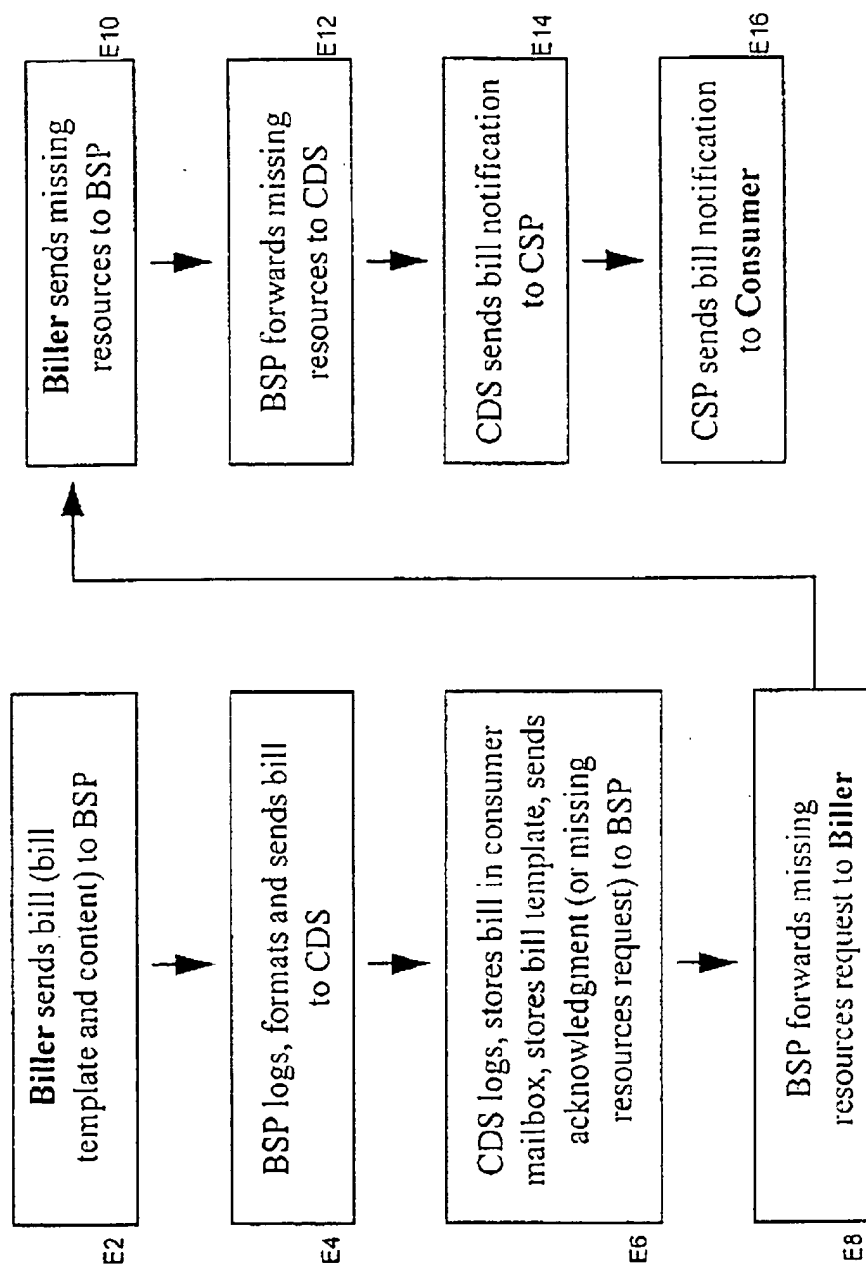 Biller sends bill (bill
template and content) to BSP
E2
BSP logs, formats and sends bill
to CDS
E4
CDS logs, stores bill in consumer
mailbox, stores bill template, sends
acknowledgment (or missing
resources request) to BSP
E6
BSP forwards missing
resources request to Biller
E8
Biller sends missing
resources to BSP
E10
BSP forwards missing
resources to CDS
E12
CDS sends bill notification
to CSP
E14
CSP sends bill notification
to Consumer
E16